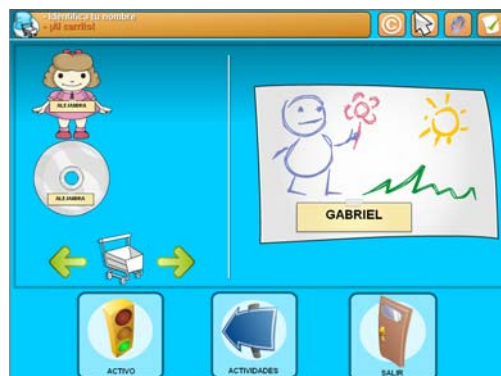 - Identifica tu nombre
- ¡Al carrito!
©
ALEJANDRA
ALEJANDRA
GABRIEL
ACTIVO
ACTIVIDADES
SALIR